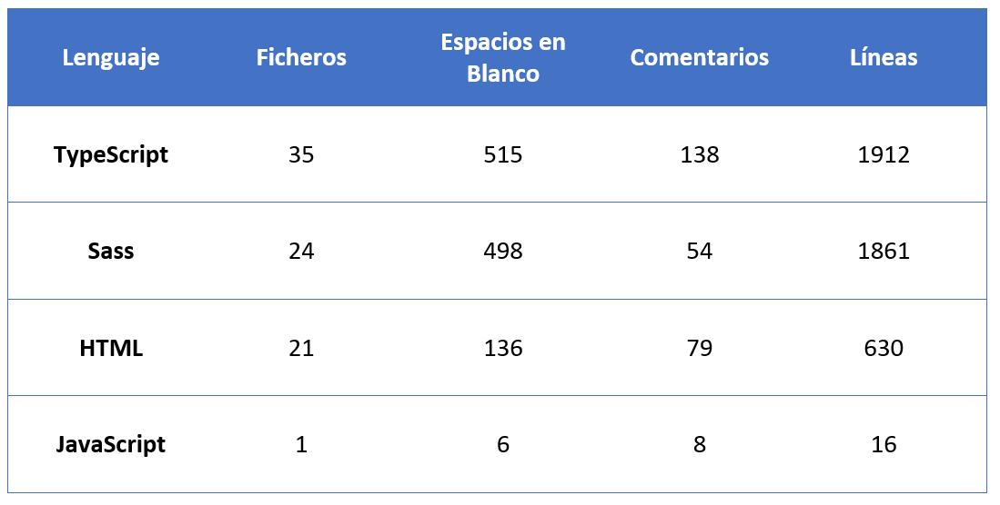 Lenguaje Ficheros Espacios en Blanco Comentarios Líneas
TypeScript 35 515 138 1912
Sass 24 498 54 1861
HTML 21 136 79 630
JavaScript 1 6 8 16